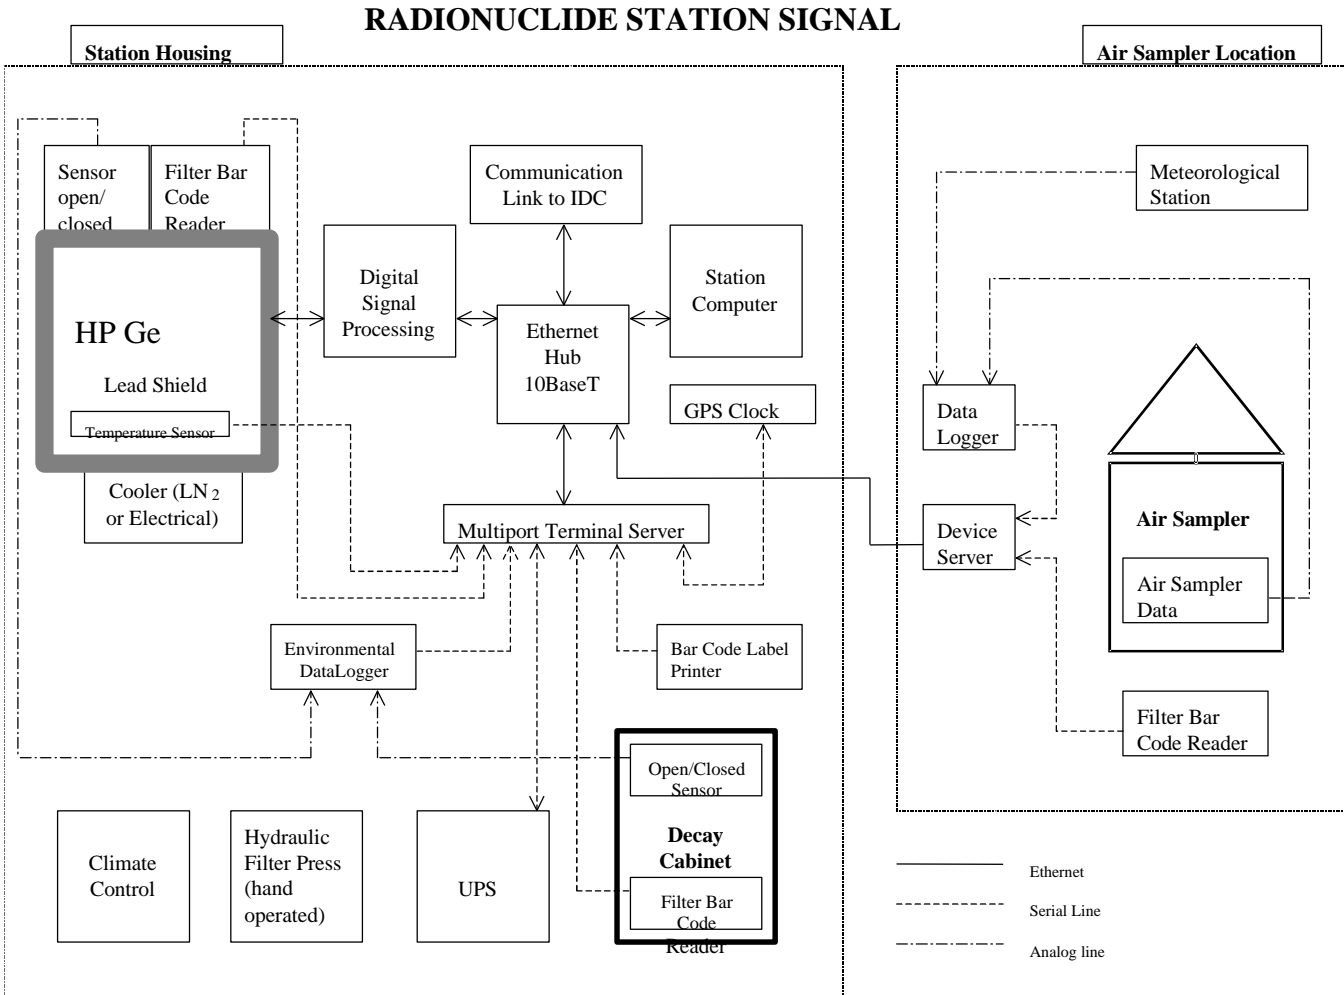 RADIONUCLIDE STATION SIGNAL
Station Housing
Air Sampler Location
Sensor
open/
closed
Filter Bar
Code
Reader
Communication
Link to IDC
Meteorological
Station
Digital
Signal
Processing
Station
Computer
HP Ge
Lead Shield
Temperature Sensor
Ethernet
Hub
10BaseT
GPS Clock
Data
Logger
Cooler (LN 2
or Electrical)
Multiport Terminal Server
Device
Server
Air Sampler
Air Sampler
Data
Environmental
DataLogger
Bar Code Label
Printer
Filter Bar
Code Reader
Open/Closed
Sensor
Decay
Cabinet
Filter Bar
Code
Reader
Climate
Control
Hydraulic
Filter Press
(hand
operated)
UPS
Ethernet
Serial Line
Analog line